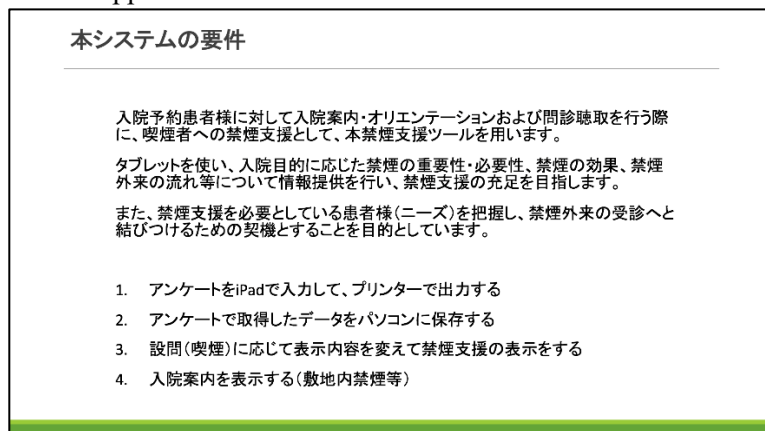 本システムの要件
入院予約患者様に対して入院案内・オリエンテーションおよび問診聴取を行う際
に、喫煙者への禁煙支援として、本禁煙支援ツールを用います。
タブレットを使い、入院目的に応じた禁煙の重要性・必要性、禁煙の効果、禁煙
外来の流れ等について情報提供を行い、禁煙支援の充足を目指します。
また、禁煙支援を必要としている患者様(ニーズ)を把握し、禁煙外来の受診へと
結びつけるための契機とすることを目的としています。
1. アンケートをiPadで入力して、プリンターで出力する
2. アンケートで取得したデータをパソコンに保存する
3. 設問(喫煙)に応じて表示内容を変えて禁煙支援の表示をする
4. 入院案内を表示する(敷地内禁煙等)